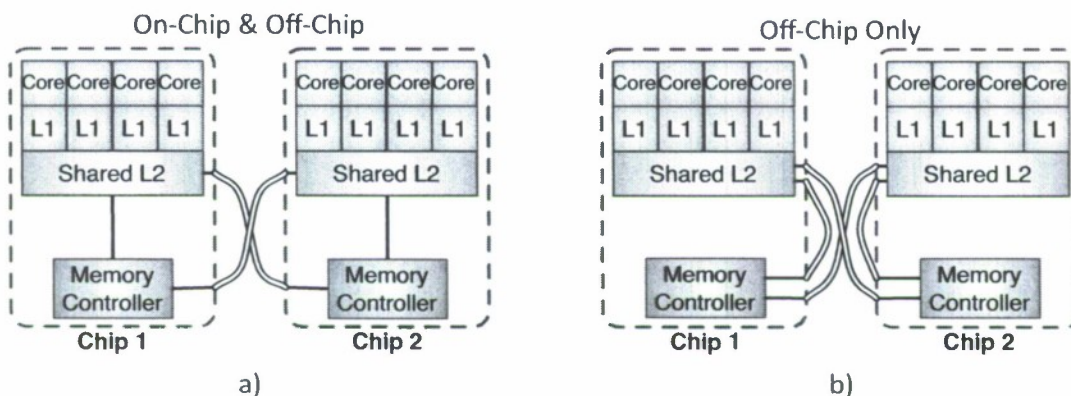 On-Chip & Off-Chip
Core Core Core Core
L1 L1 L1 L1
Shared L2
Memory
Controller
Chip 1
Core Core Core Core
L1 L1 L1 L1
Shared L2
Memory
Controller
Chip 2
a)
Off-Chip Only
Core Core Core Core
L1 L1 L1 L1
Shared L2
Memory
Controller
Chip 1
Core Core Core Core
L1 L1 L1 L1
Shared L2
Memory
Controller
Chip 2
b)